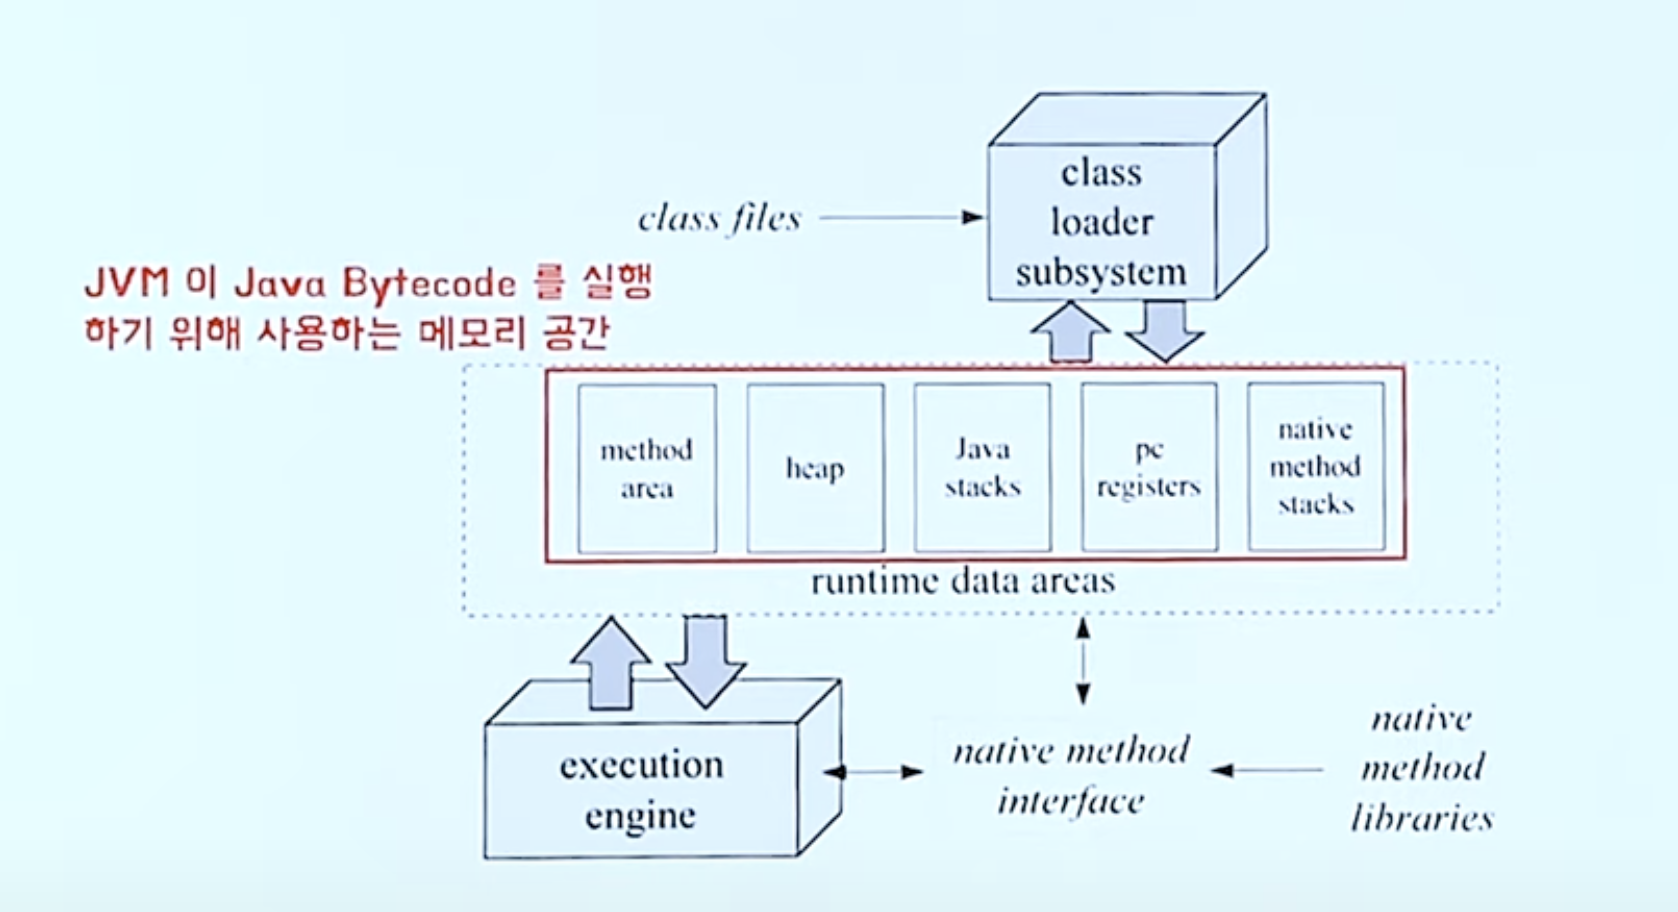 class
loader
subsystem
class files
JVM 이 Java Bytecode 를 실행
하기 위해 사용하는 메모리 공간
method
area
heap
Java
stacks
pc
registers
native
method
stacks
runtime data areas
execution
engine
native method
interface
native
method
libraries